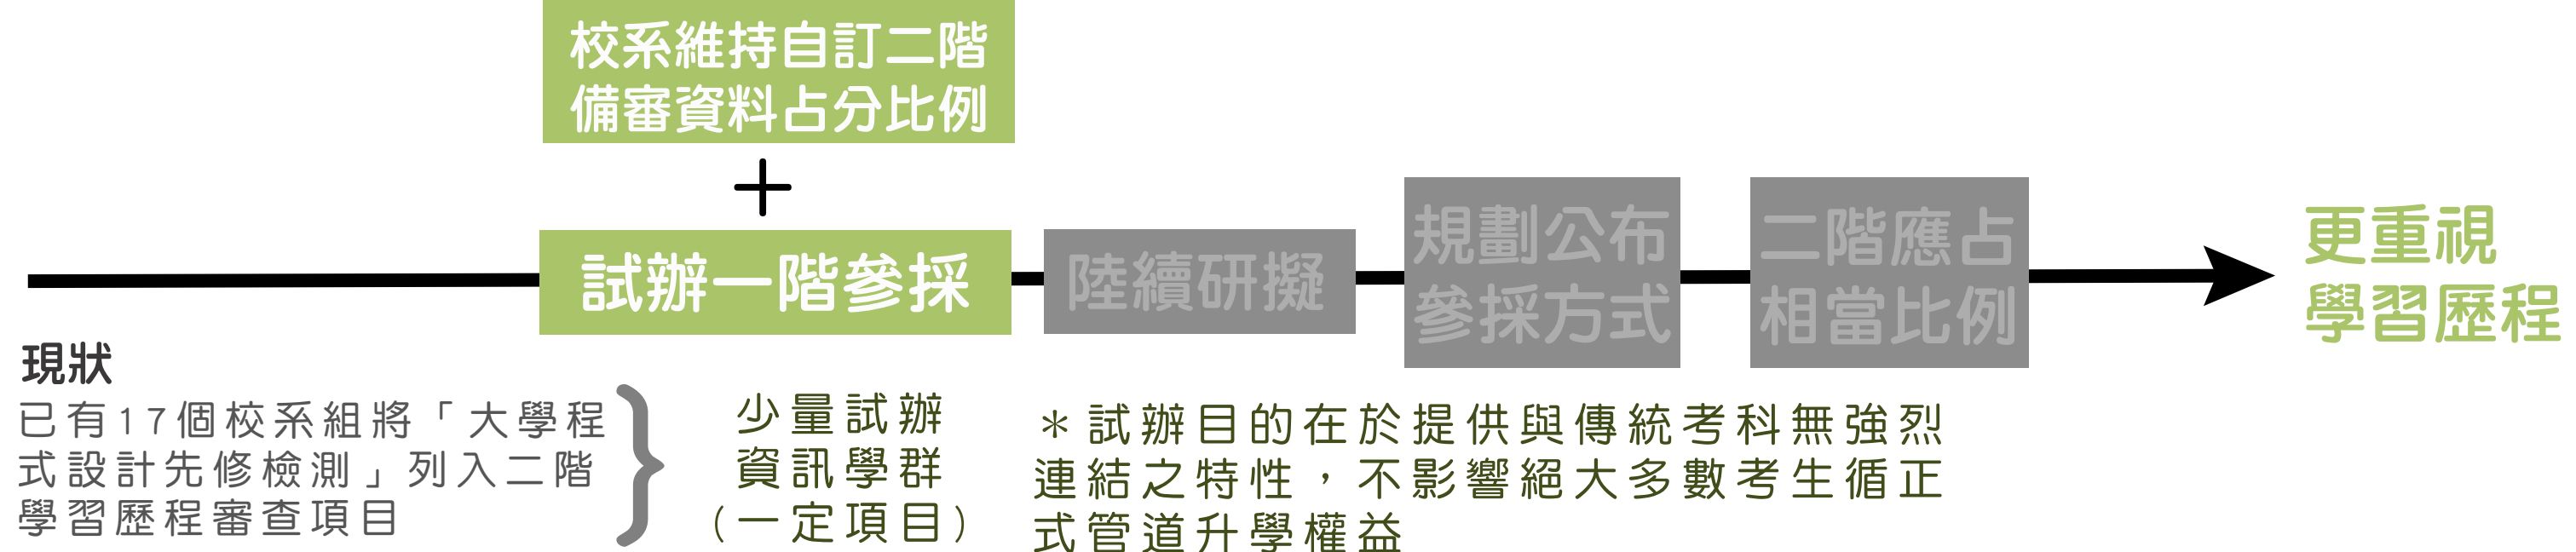 校系維持自訂二階
備審資料占分比例
+
試辦一階參採
陸續研擬
規劃公布
參採方式
二階應占
相當比例
更重視
學習歷程
現狀
已有17個校系組將「大學程
式設計先修檢測」列入二階
學習歷程審查項目
少量試辦
資訊學群
(一定項目)
＊試辦目的在於提供與傳統考科無強烈
連結之特性，不影響絕大多數考生循正
式管道升學權益